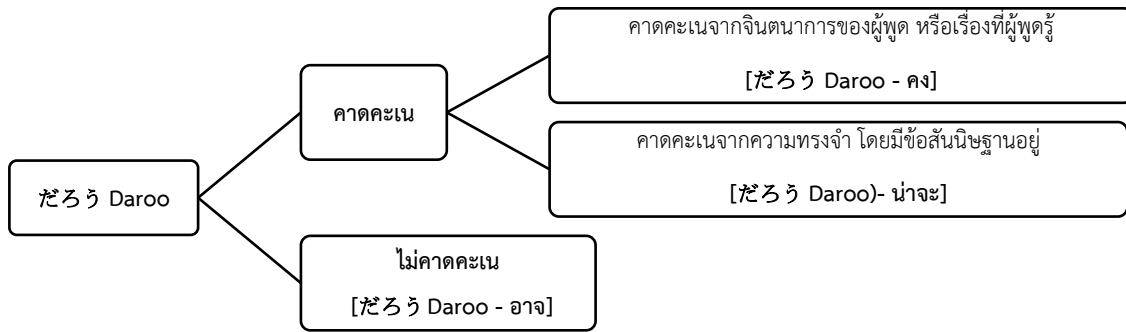 คาดคะเนจากจินตนาการของผู้พูด หรือเรื่องที่ผู้พูดรู้
[だろう Daroo - คง]
คาดคะเน
คาดคะเนจากความทรงจำ โดยมีข้อสันนิษฐานอยู่
[だろう Daroo)- น่าจะ]
だろう Daroo
ไม่คาดคะเน
[だろう Daroo - อาจ]